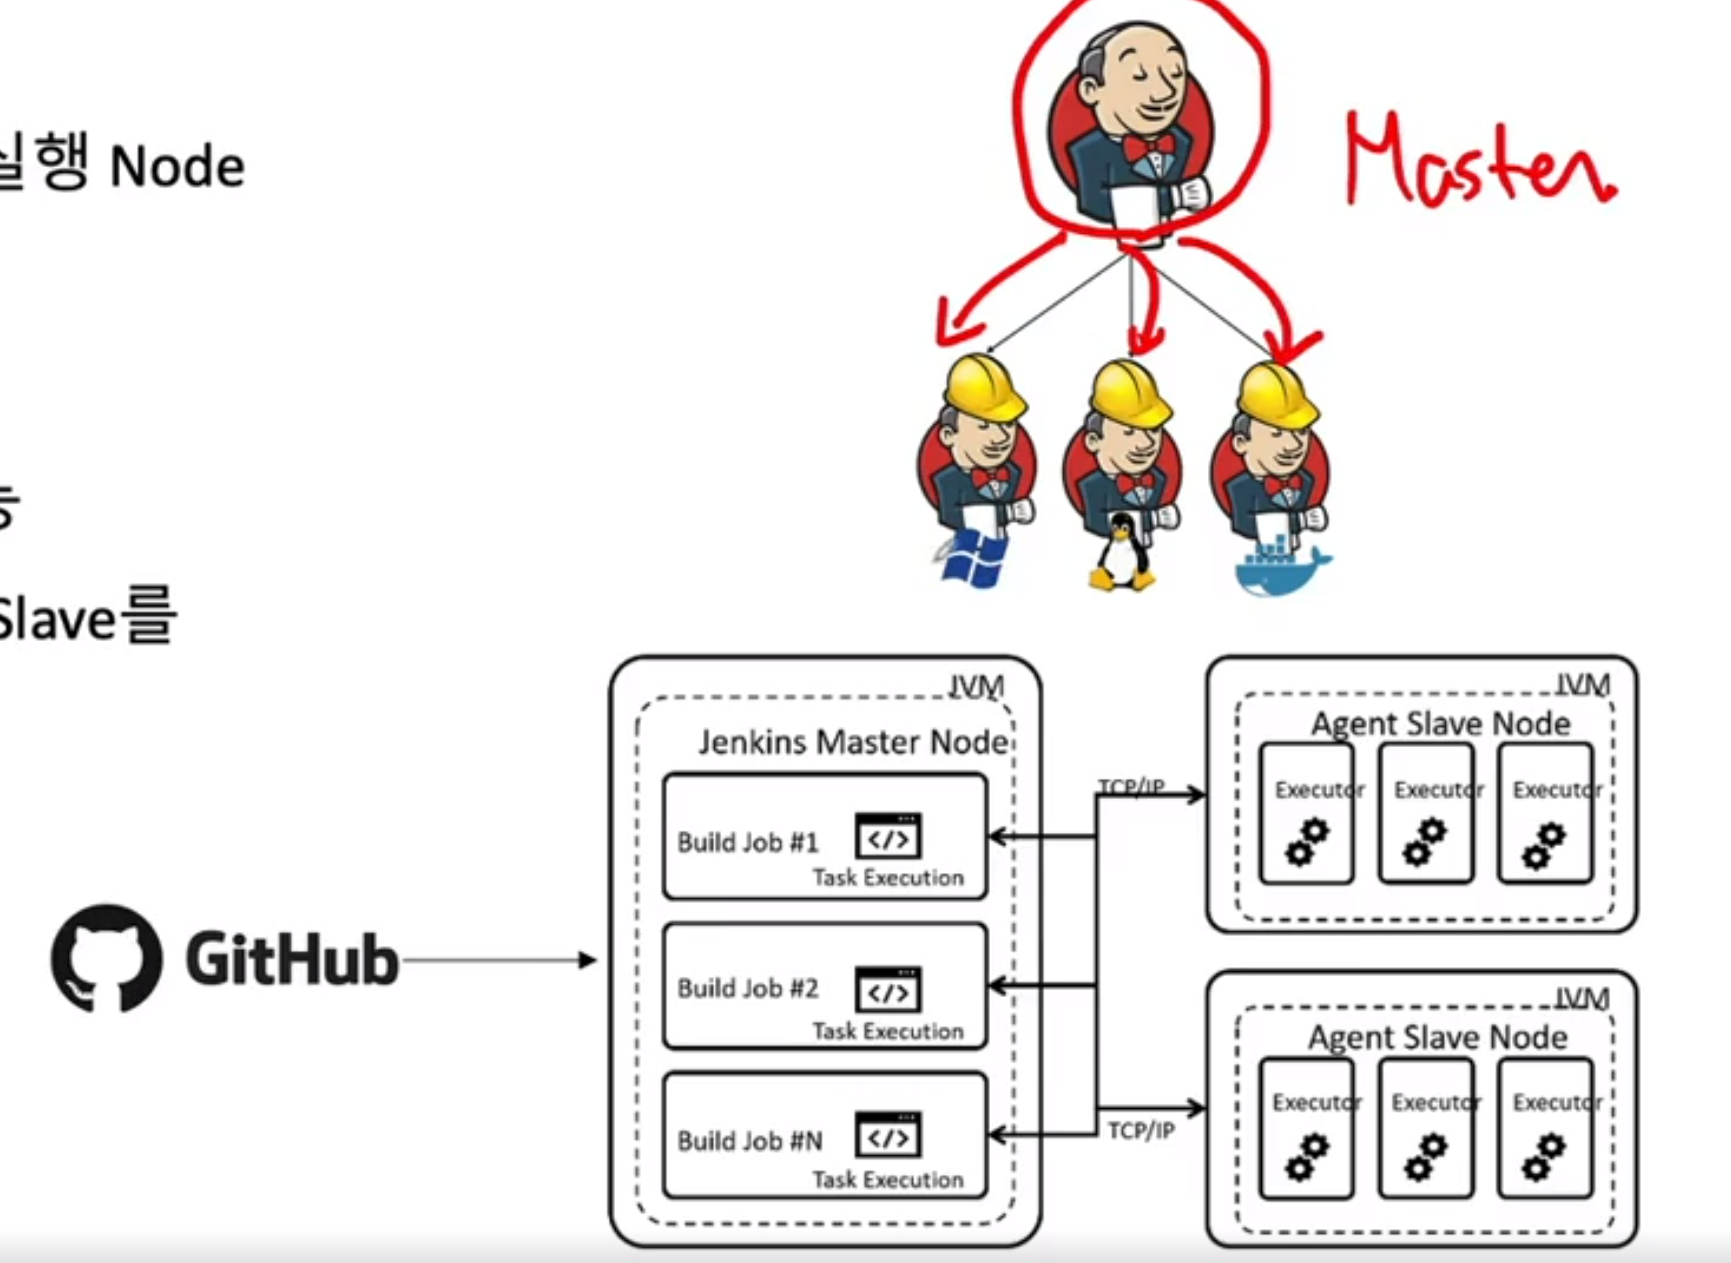 실행 Node
Master
Slave를
JVM
Jenkins Master Node
Build Job #1
Task Execution
Build Job #2
Task Execution
Build Job #N
Task Execution
GitHub
TCP/IP
TCP/IP
JVM
Agent Slave Node
Executor Executor Executor
JVM
Agent Slave Node
Executor Executor Executor